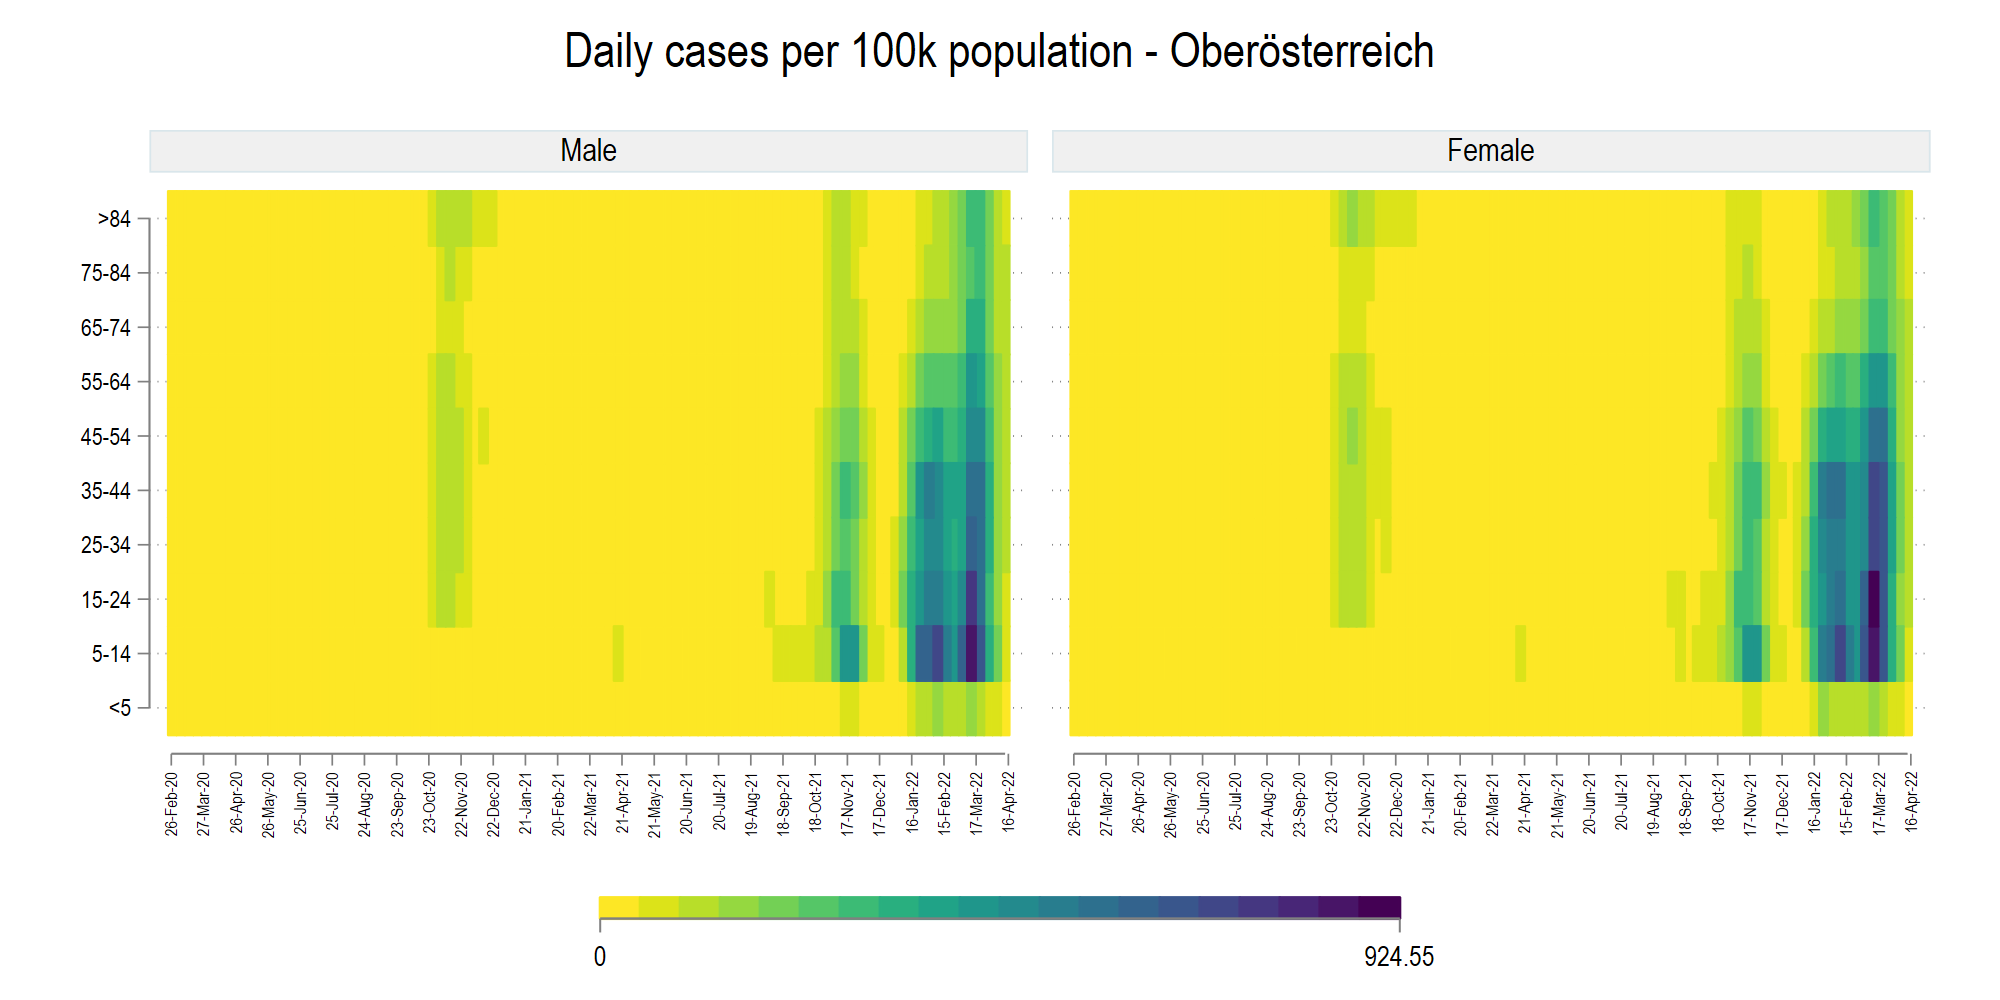 Daily cases per 100k population - Oberösterreich
Male
Female
>84
75-84
65-74
55-64
45-54
35-44
25-34
15-24
5-14
<5
26-Feb-20
27-Mar-20
26-Apr-20
26-May-20
25-Jun-20
25-Jul-20
24-Aug-20
23-Sep-20
23-Oct-20
22-Nov-20
22-Dec-20
21-Jan-21
20-Feb-21
22-Mar-21
21-Apr-21
21-May-21
20-Jun-21
20-Jul-21
19-Aug-21
18-Sep-21
18-Oct-21
17-Nov-21
17-Dec-21
16-Jan-22
15-Feb-22
17-Mar-22
16-Apr-22
26-Feb-20
27-Mar-20
26-Apr-20
26-May-20
25-Jun-20
25-Jul-20
24-Aug-20
23-Sep-20
23-Oct-20
22-Nov-20
22-Dec-20
21-Jan-21
20-Feb-21
22-Mar-21
21-Apr-21
21-May-21
20-Jun-21
20-Jul-21
19-Aug-21
18-Sep-21
18-Oct-21
17-Nov-21
17-Dec-21
16-Jan-22
15-Feb-22
17-Mar-22
16-Apr-22
0
924.55